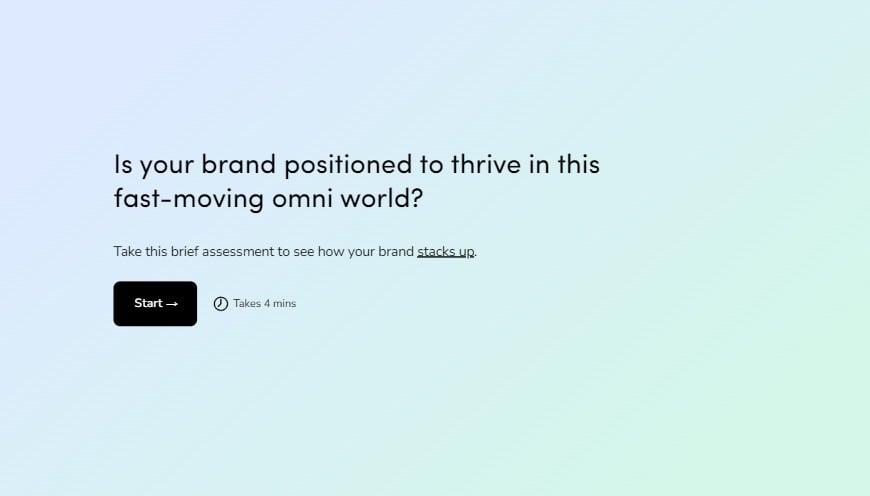 Is your brand positioned to thrive in this
fast-moving omni world?
Take this brief assessment to see how your brand stacks up.
Start →
Takes 4 mins